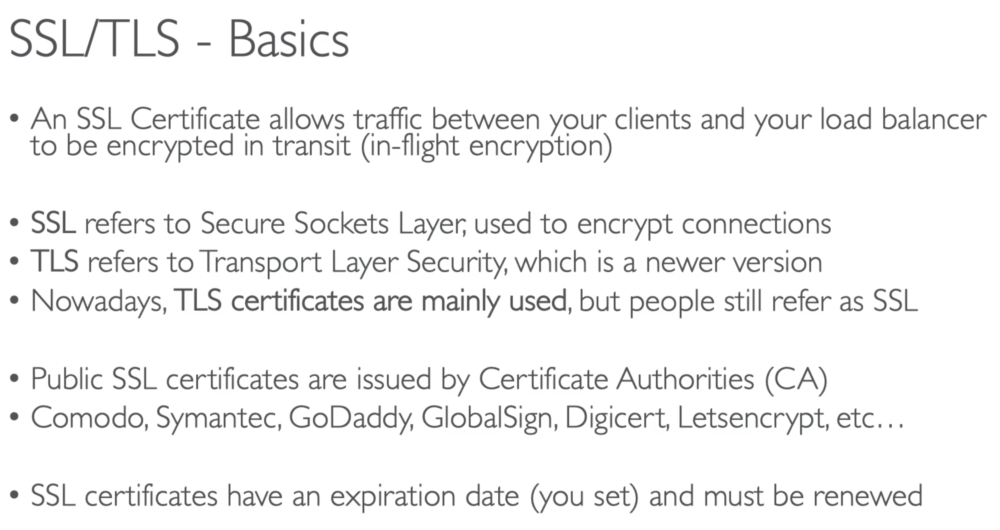 SSL/TLS - Basics
• An SSL Certificate allows traffic between your clients and your load balancer
to be encrypted in transit (in-flight encryption)
• SSL refers to Secure Sockets Layer, used to encrypt connections
• TLS refers to Transport Layer Security, which is a newer version
• Nowadays, TLS certificates are mainly used, but people still refer as SSL
• Public SSL certificates are issued by Certificate Authorities (CA)
• Comodo, Symantec, GoDaddy, GlobalSign, Digicert, Letsencrypt, etc…
• SSL certificates have an expiration date (you set) and must be renewed